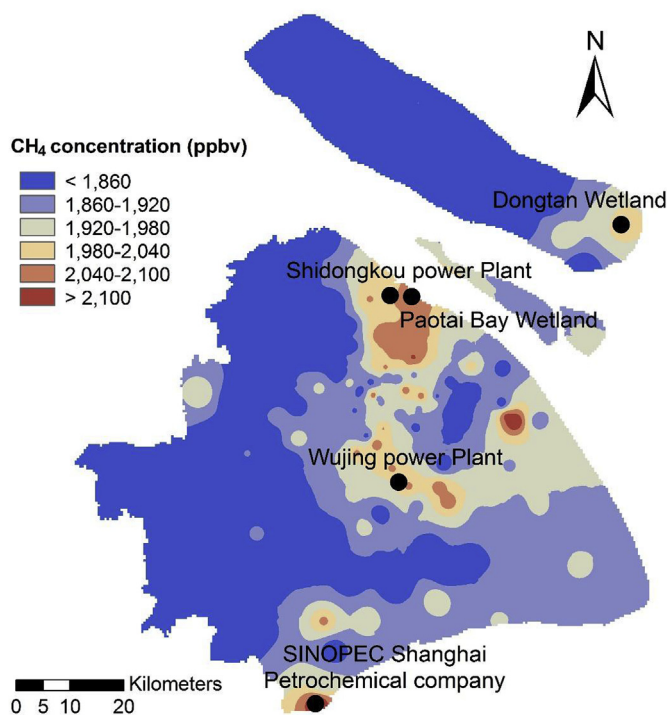 N
CH₄ concentration (ppbv)
< 1,860
1,860-1,920
1,920-1,980
1,980-2,040
2,040-2,100
> 2,100
Dongtan Wetland
Shidongkou power Plant
Paotai Bay Wetland
Wujing power Plant
SINOPEC Shanghai
Petrochemical company
Kilometers
0 5 10 20